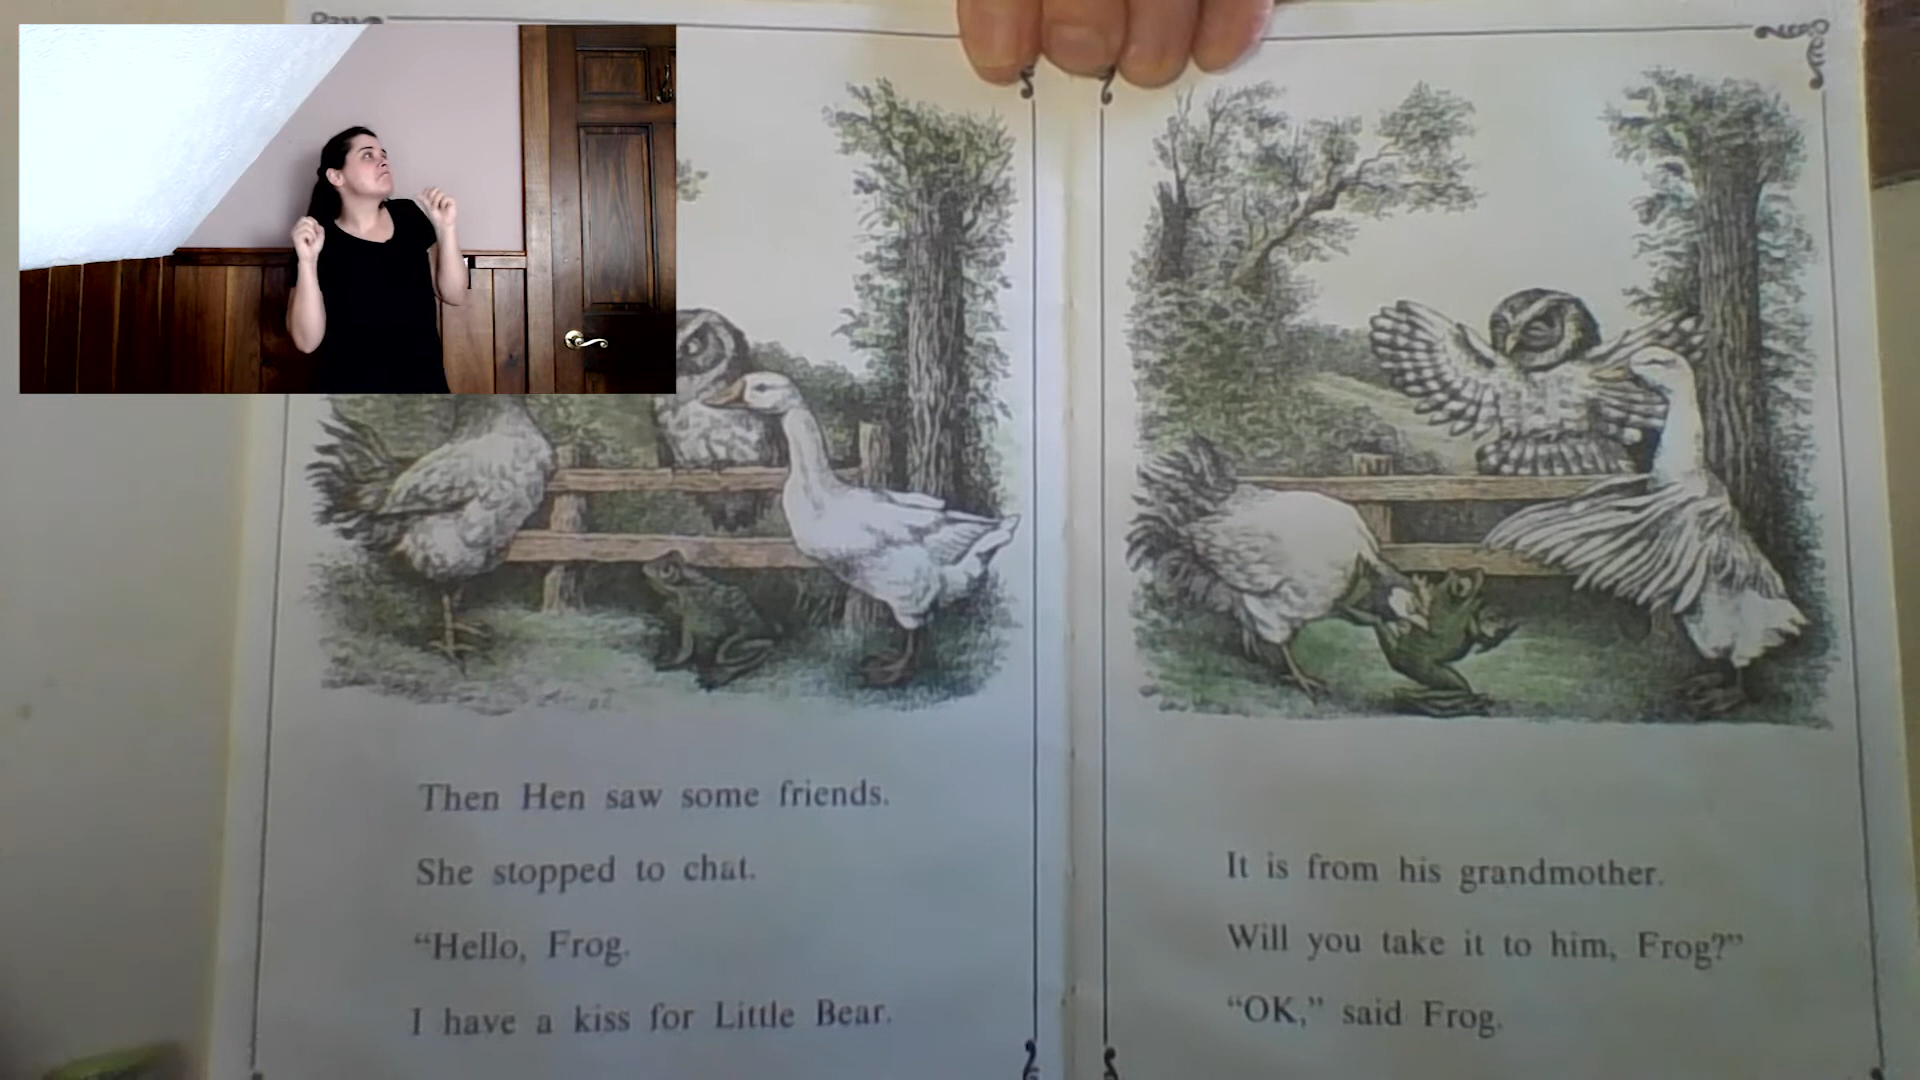 Then Hen saw some friends.
She stopped to chat.
“Hello, Frog.
I have a kiss for Little Bear.
It is from his grandmother.
Will you take it to him, Frog?”
“OK,” said Frog.